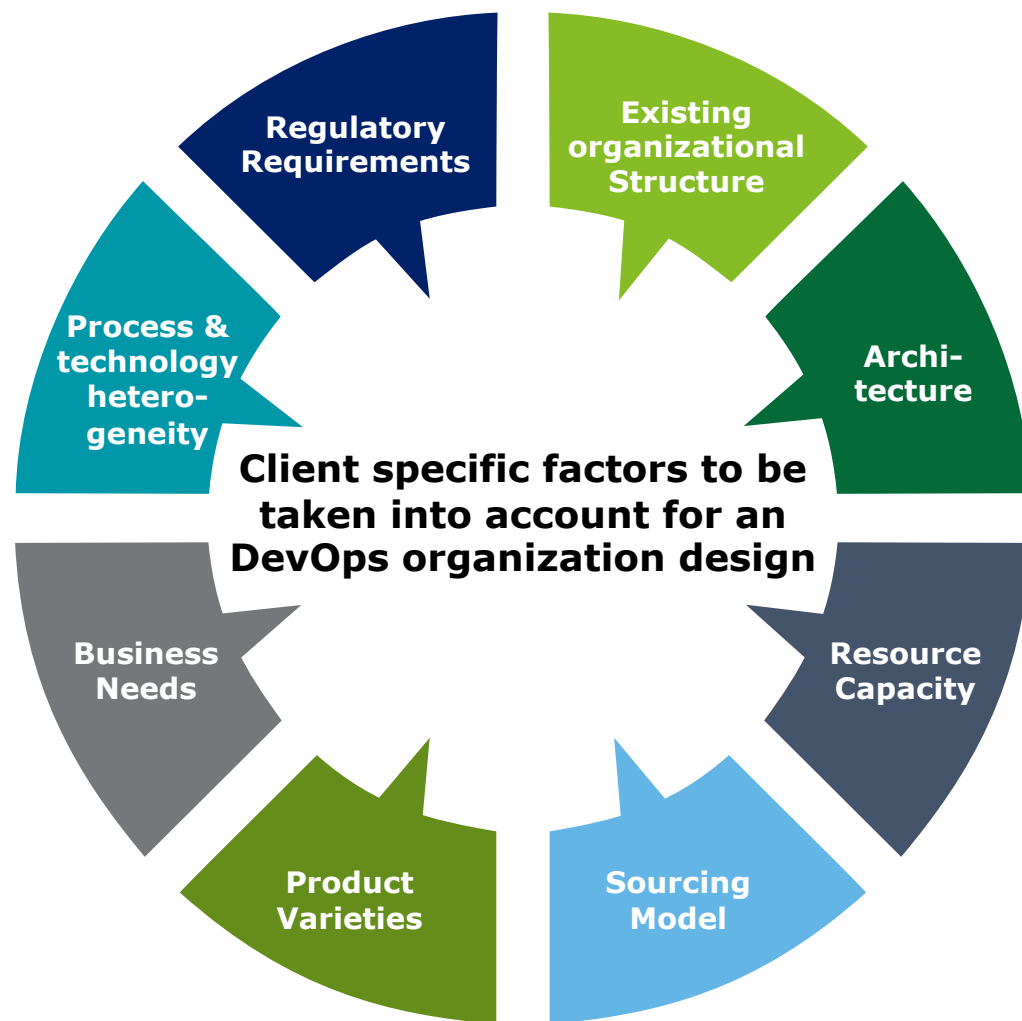 Regulatory
Requirements
Existing
organizational
Structure
Process &
technology
hetero-
geneity
Archi-
tecture
Client specific factors to be
taken into account for an
DevOps organization design
Business
Needs
Resource
Capacity
Product
Varieties
Sourcing
Model